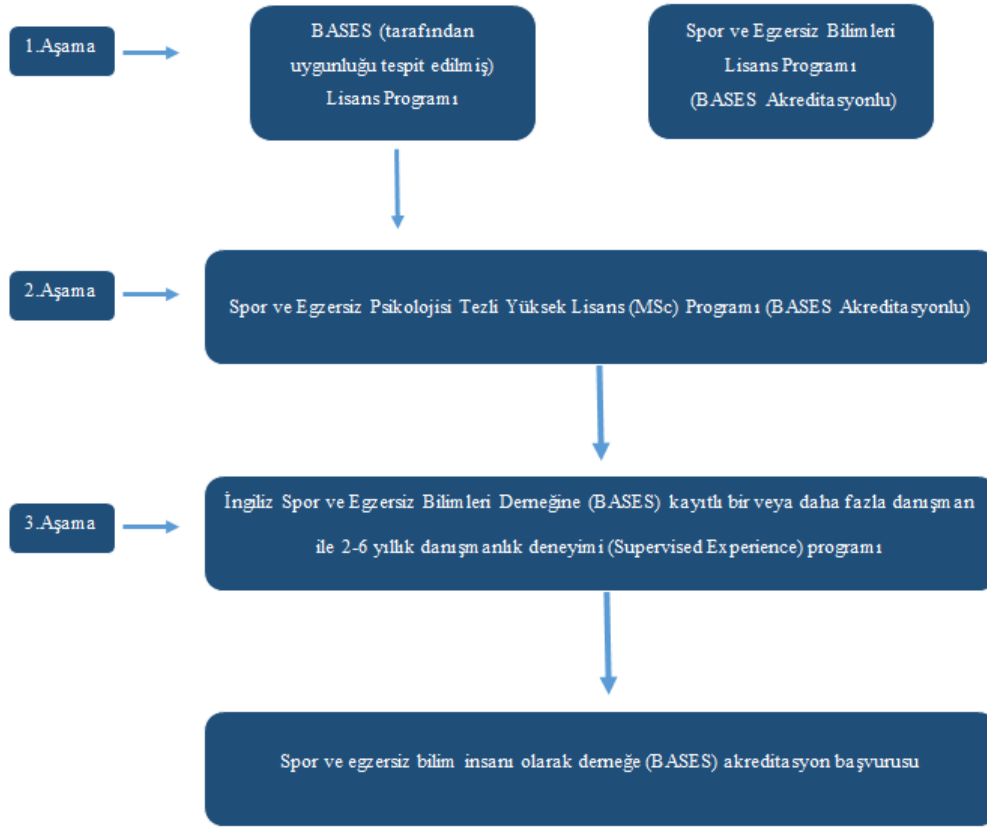 1.Aşama
BASES (tarafından
uygunluğu tespit edilmiş)
Lisans Programı
Spor ve Egzersiz Bilimleri
Lisans Programı
(BASES Akreditasyonlu)
2.Aşama
Spor ve Egzersiz Psikolojisi Tezli Yüksek Lisans (MSc) Programı (BASES Akreditasyonlu)
3.Aşama
İngiliz Spor ve Egzersiz Bilimleri Derneğine (BASES) kayıtlı bir veya daha fazla danışman
ile 2-6 yıllık danışmanlık deneyimi (Supervised Experience) programı
Spor ve egzersiz bilim insanı olarak derneğe (BASES) akreditasyon başvurusu